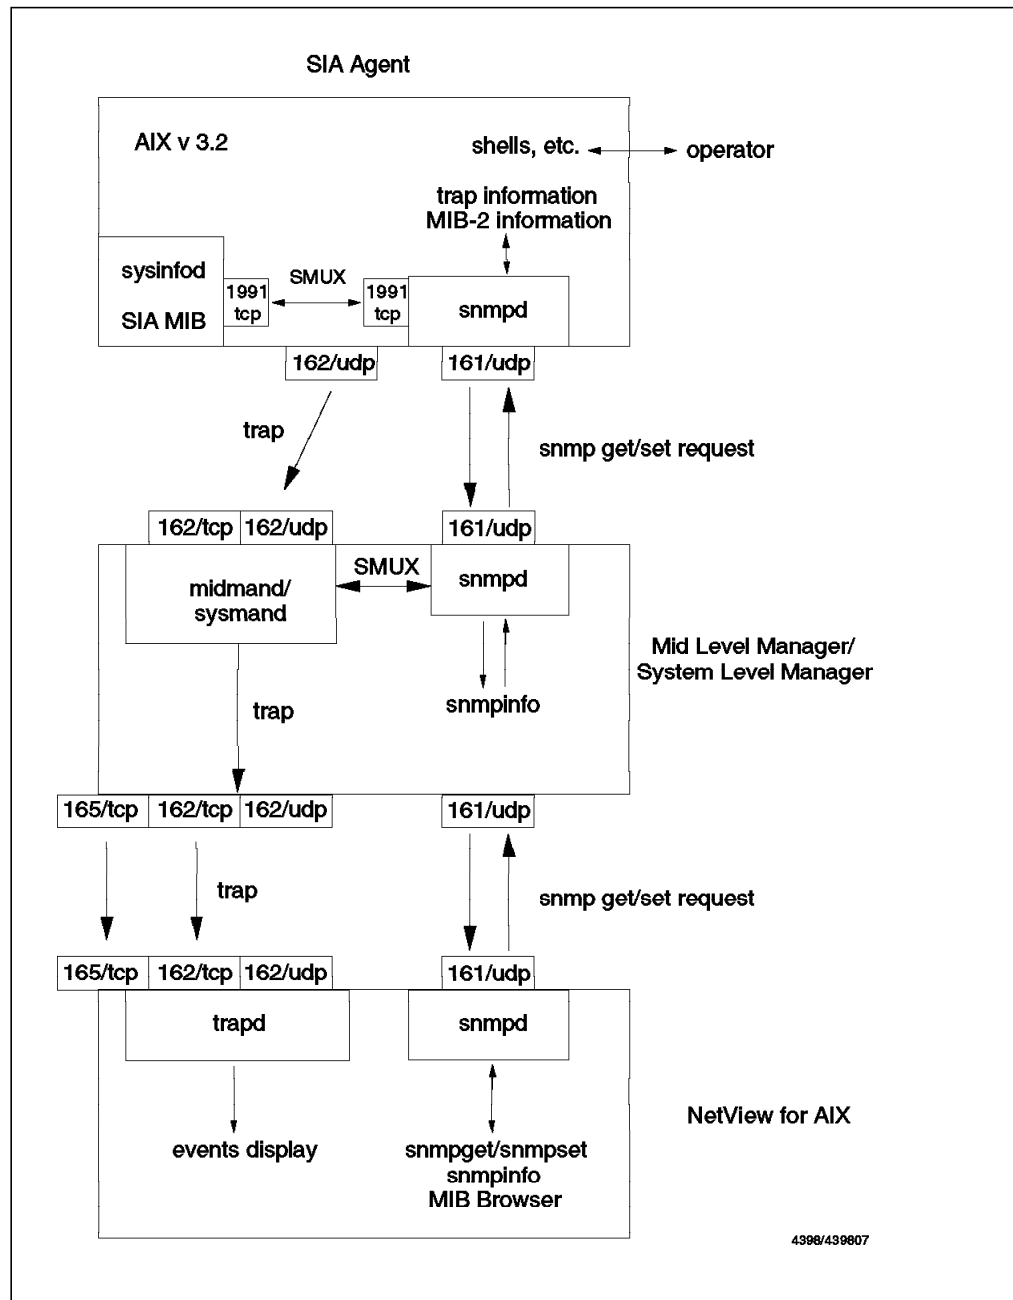 SIA Agent
AIX v 3.2
shells, etc.
operator
trap information
MIB-2 information
sysinfod
SIA MIB
1991
tcp
SMUX
1991
tcp
snmpd
162/udp
161/udp
trap
snmp get/set request
162/tcp
162/udp
161/udp
midmand/
sysmand
SMUX
snmpd
Mid Level Manager/
System Level Manager
snmpinfo
trap
165/tcp
162/tcp
162/udp
161/udp
trap
snmp get/set request
165/tcp
162/tcp
162/udp
161/udp
trapd
snmpd
NetView for AIX
events display
snmpget/snmpset
snmpinfo
MIB Browser
4398/439807